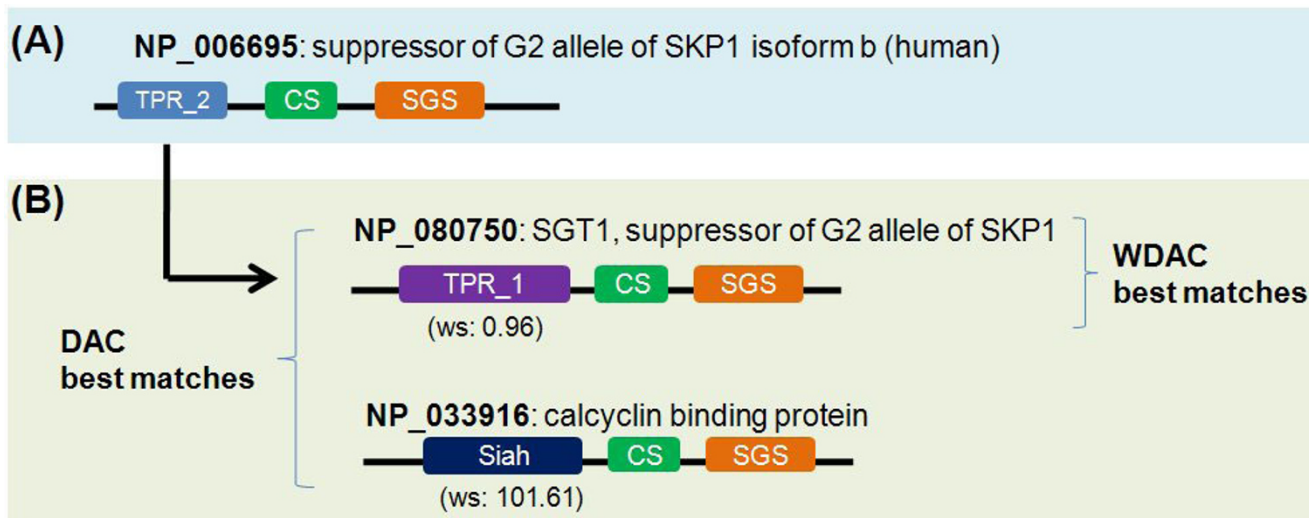 (A)
NP_006695: suppressor of G2 allele of SKP1 isoform b (human)
TPR_2 CS SGS
(B)
NP_080750: SGT1, suppressor of G2 allele of SKP1
TPR_1 CS SGS
(ws: 0.96)
WDAC
best matches
DAC
best matches
NP_033916: calcyclin binding protein
Siah CS SGS
(ws: 101.61)